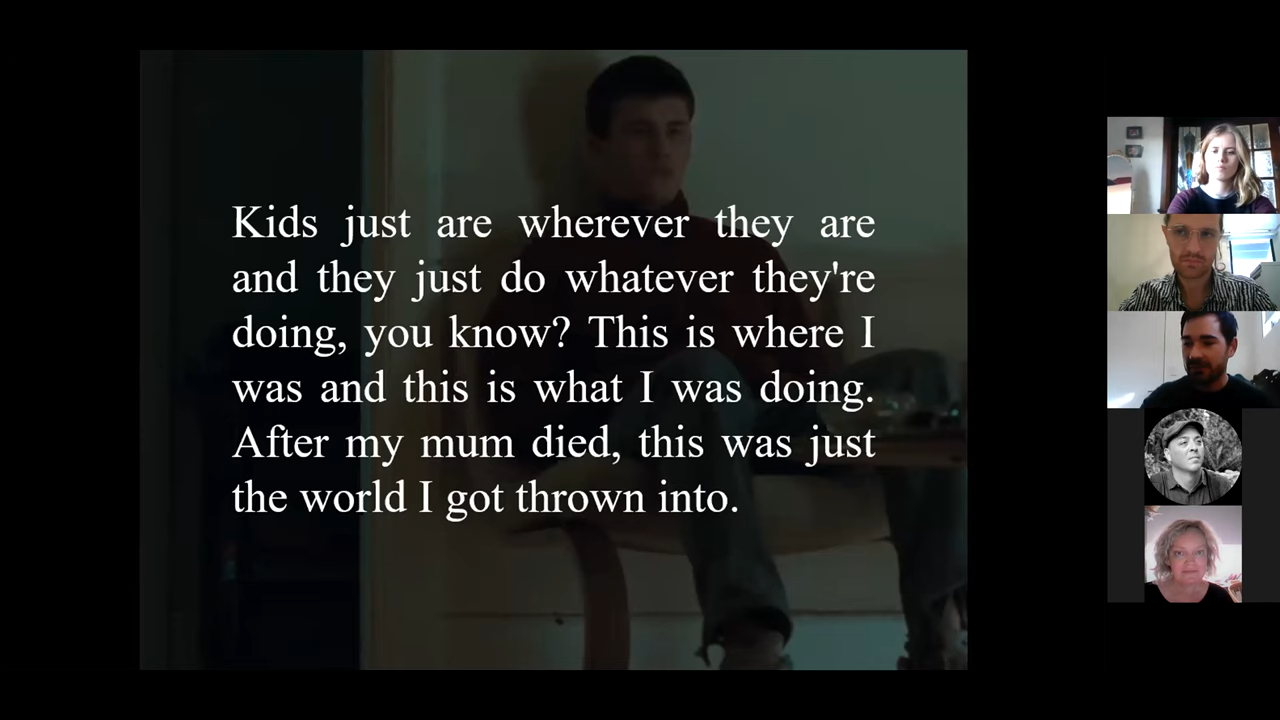 Kids just are wherever they are
and they just do whatever they're
doing, you know? This is where I
was and this is what I was doing.
After my mum died, this was just
the world I got thrown into.